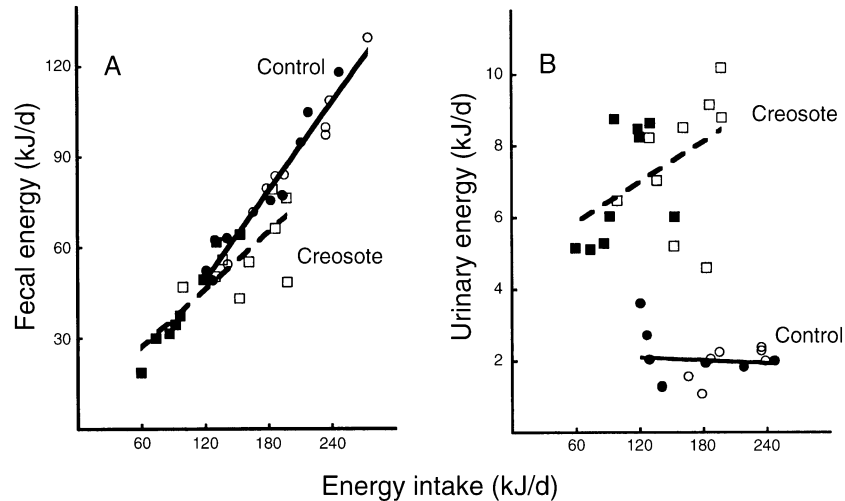 A
Control
Creosote
Fecal energy (kJ/d)
120
90
60
30
60 120 180 240
B
Creosote
Control
Urinary energy (kJ/d)
10
8
6
4
2
60 120 180 240
Energy intake (kJ/d)